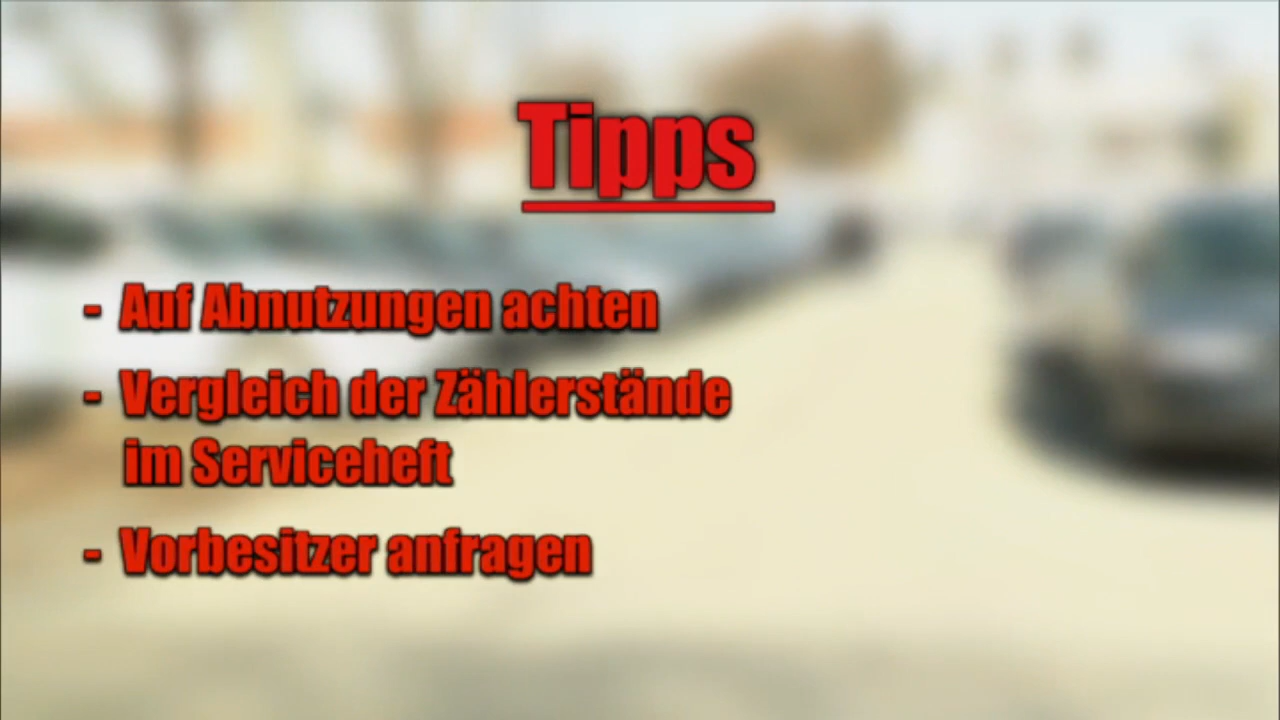 Tipps
- Auf Abnutzungen achten
- Vergleich der Zählerstände
im Serviceheft
- Vorbesitzer anfragen